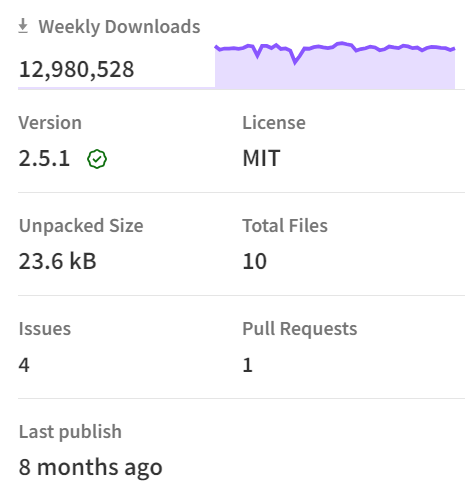 Weekly Downloads
12,980,528
Version
License
2.5.1
MIT
Unpacked Size
Total Files
23.6 kB
10
Issues
Pull Requests
4
1
Last publish
8 months ago